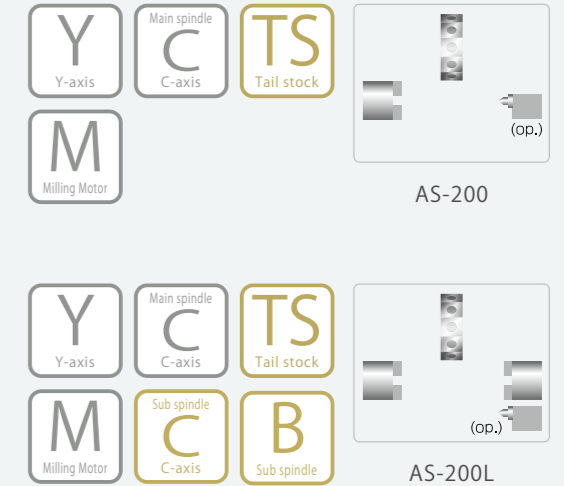 Y
Y-axis
Main spindle
C
C-axis
TS
Tail stock
M
Milling Motor
(op.)
AS-200
Y
Y-axis
Main spindle
C
C-axis
TS
Tail stock
M
Milling Motor
Sub spindle
C
C-axis
B
Sub spindle
(op.)
AS-200L